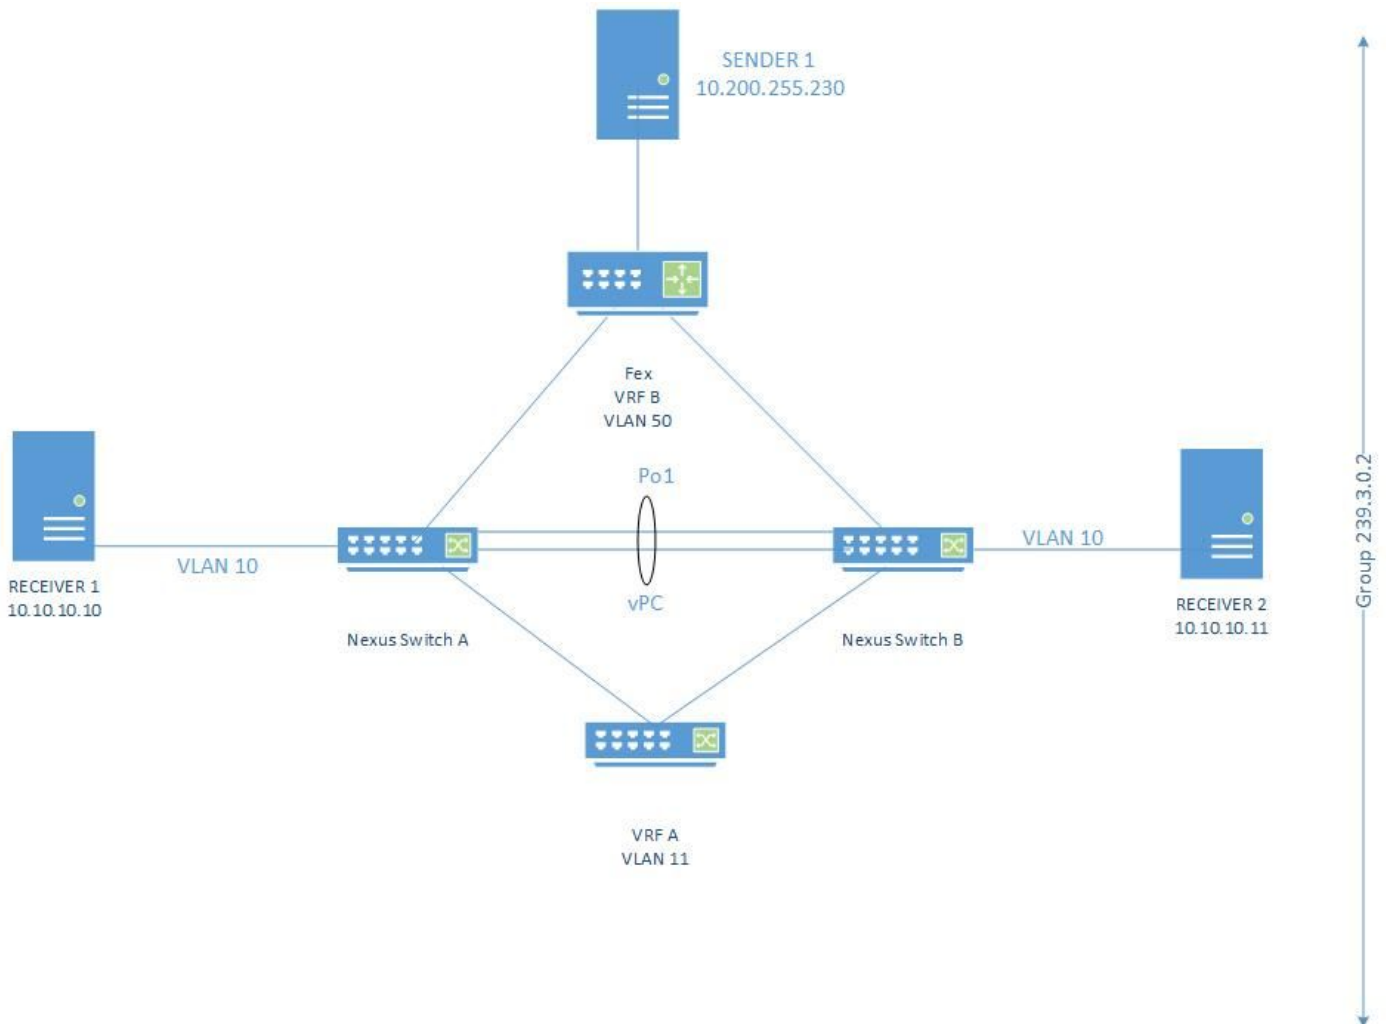 SENDER 1
10.200.255.230
Fex
VRF B
VLAN 50
Po1
VLAN 10
VLAN 10
RECEIVER 1
10.10.10.10
vPC
RECEIVER 2
10.10.10.11
Nexus Switch A
Nexus Switch B
VRF A
VLAN 11
Group 239.3.0.2